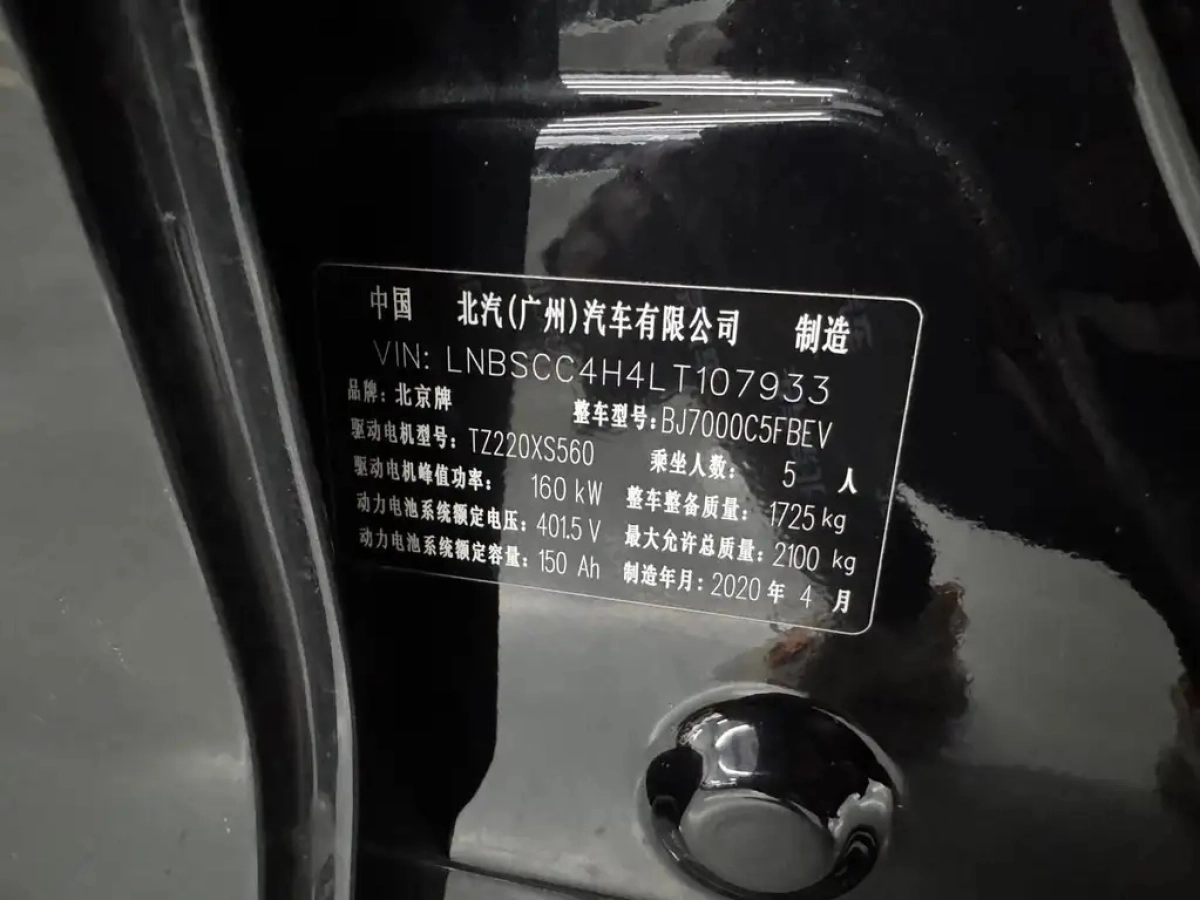 中国 北汽(广州)汽车有限公司 制造
VIN: LNBSCC4H4LT107933
品牌: 北京牌 整车型号: BJ7000C5FBEV
驱动电机型号: TZ220XS560 乘坐人数: 5 人
驱动电机峰值功率: 160 kW 整车整备质量: 1725 kg
动力电池系统额定电压: 401.5 V 最大允许总质量: 2100 kg
动力电池系统额定容量: 150 Ah 制造年月: 2020 年 4 月